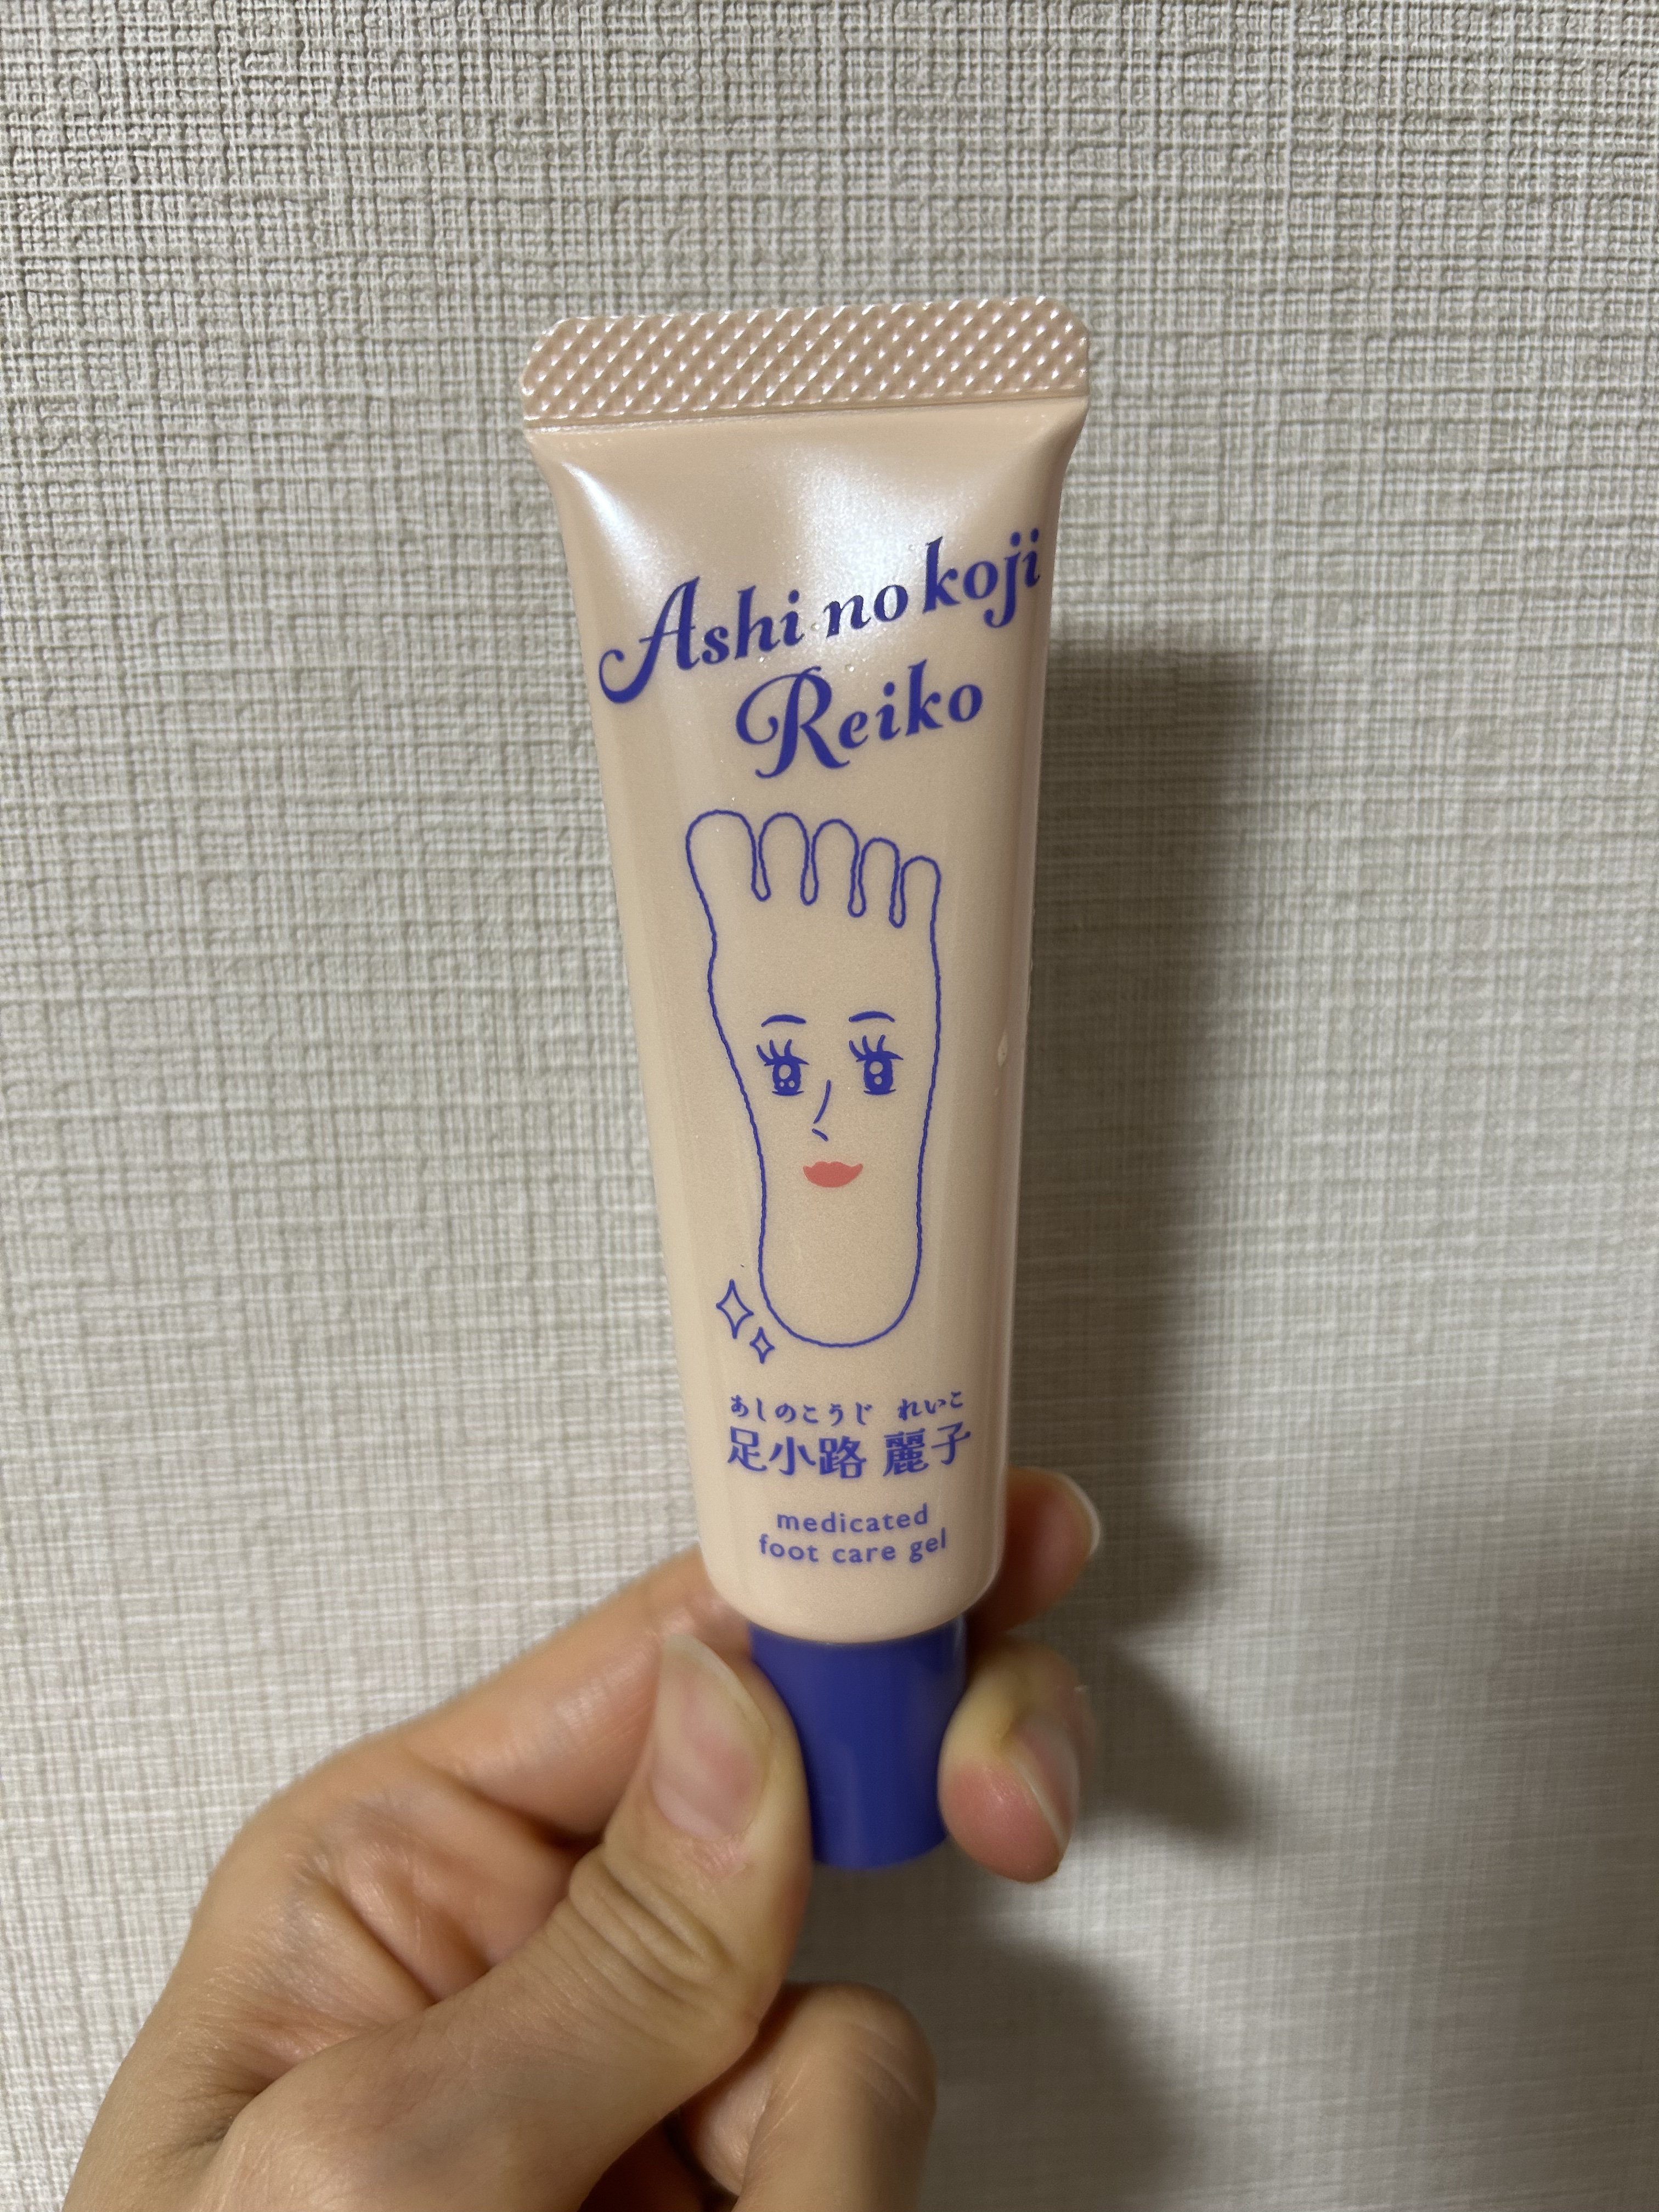 Ashi no koji
Reiko
あしのこうじ れいこ
足小路 麗子
medicated
foot care gel